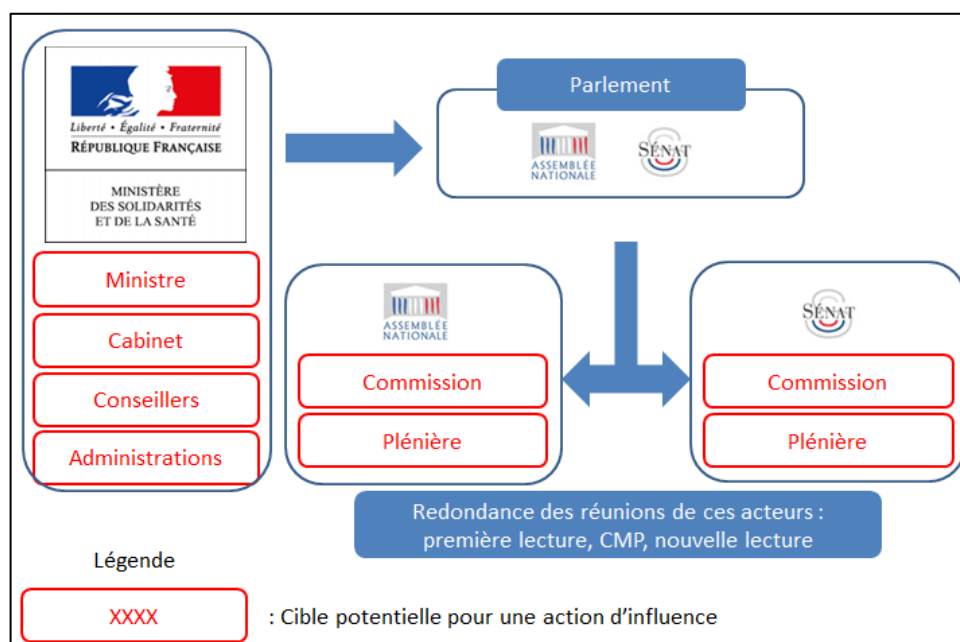 Liberté • Égalité • Fraternité
RÉPUBLIQUE FRANÇAISE
MINISTÈRE
DES SOLIDARITÉS
ET DE LA SANTÉ
Ministre
Cabinet
Conseillers
Administrations
Parlement
ASSEMBLÉE
NATIONALE
SÉNAT
ASSEMBLÉE
NATIONALE
Commission
Plénière
SÉNAT
Commission
Plénière
Redondance des réunions de ces acteurs :
première lecture, CMP, nouvelle lecture
Légende
XXXX
: Cible potentielle pour une action d’influence